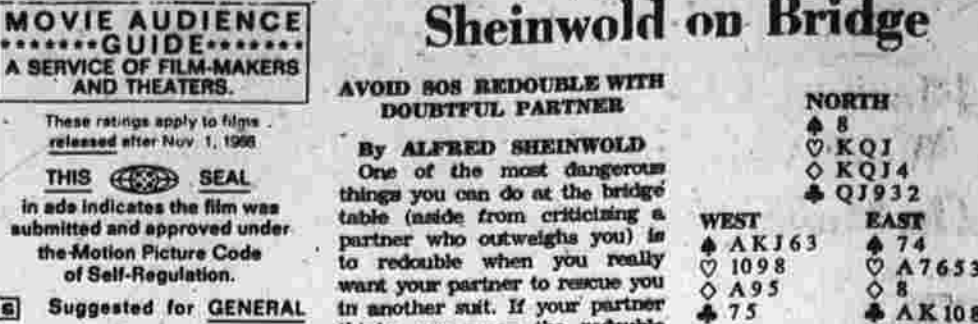 MOVIE AUDIENCE
GUIDE
A SERVICE OF FILM-MAKERS
AND THEATERS.
These ratings apply to films
released after Nov. 1, 1968
THIS SEAL
in ads indicates the film was
submitted and approved under
the Motion Picture Code
of Self-Regulation.
G Suggested for GENERAL
Sheinwold on Bridge
AVOID SOS REDOUBLE WITH
DOUBTFUL PARTNER
By ALFRED SHEINWOLD
One of the most dangerous
things you can do at the bridge
table (aside from criticizing a
partner who outweighs you) is
to redouble when you really
want your partner to rescue you
in another suit. If your partner
NORTH
♠ 8
♡ K Q J
♢ K Q J 4
♣ Q J 9 3 2
WEST
♠ A K J 6 3
♡ 10 9 8
♢ A 9 5
♣ 7 5
EAST
♠ 7 4
♡ A 7 6 5 3
♢ 8
♣ A K 10